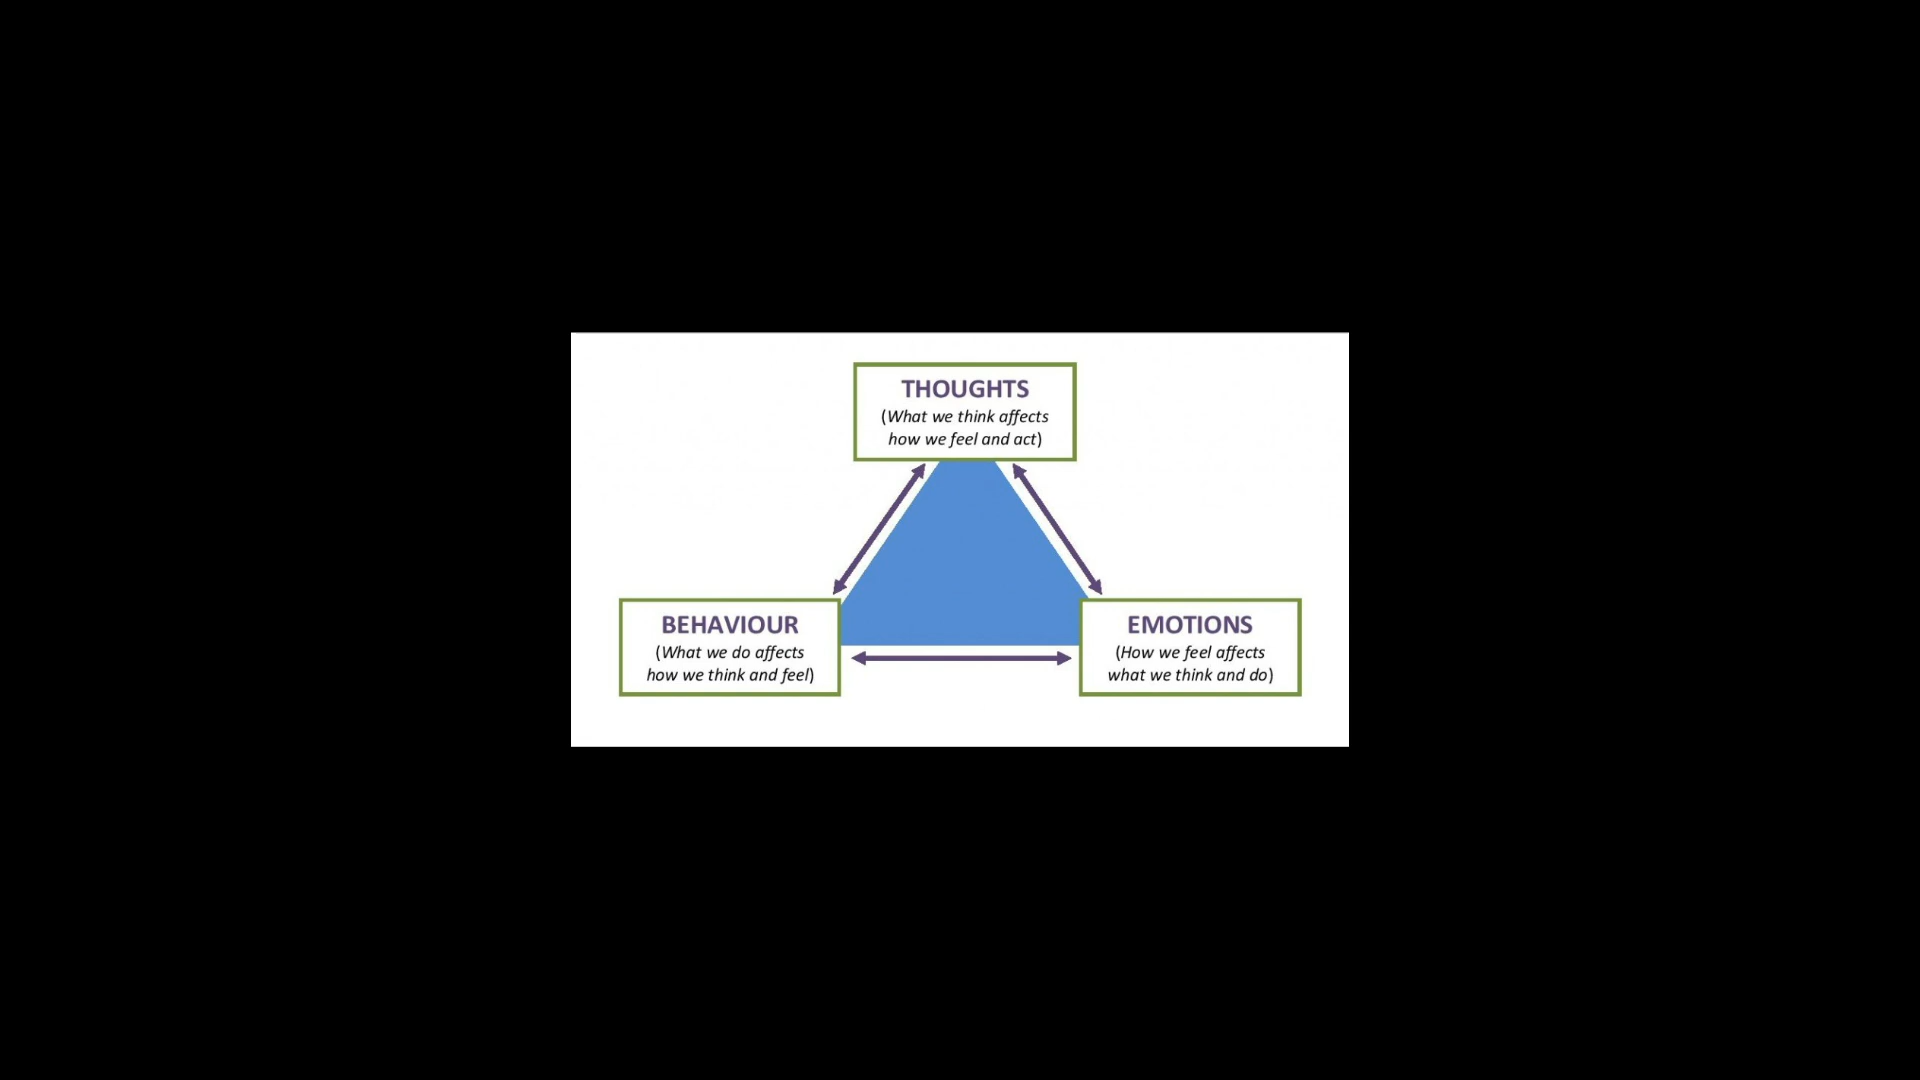 THOUGHTS
(What we think affects
how we feel and act)
BEHAVIOUR
(What we do affects
how we think and feel)
EMOTIONS
(How we feel affects
what we think and do)